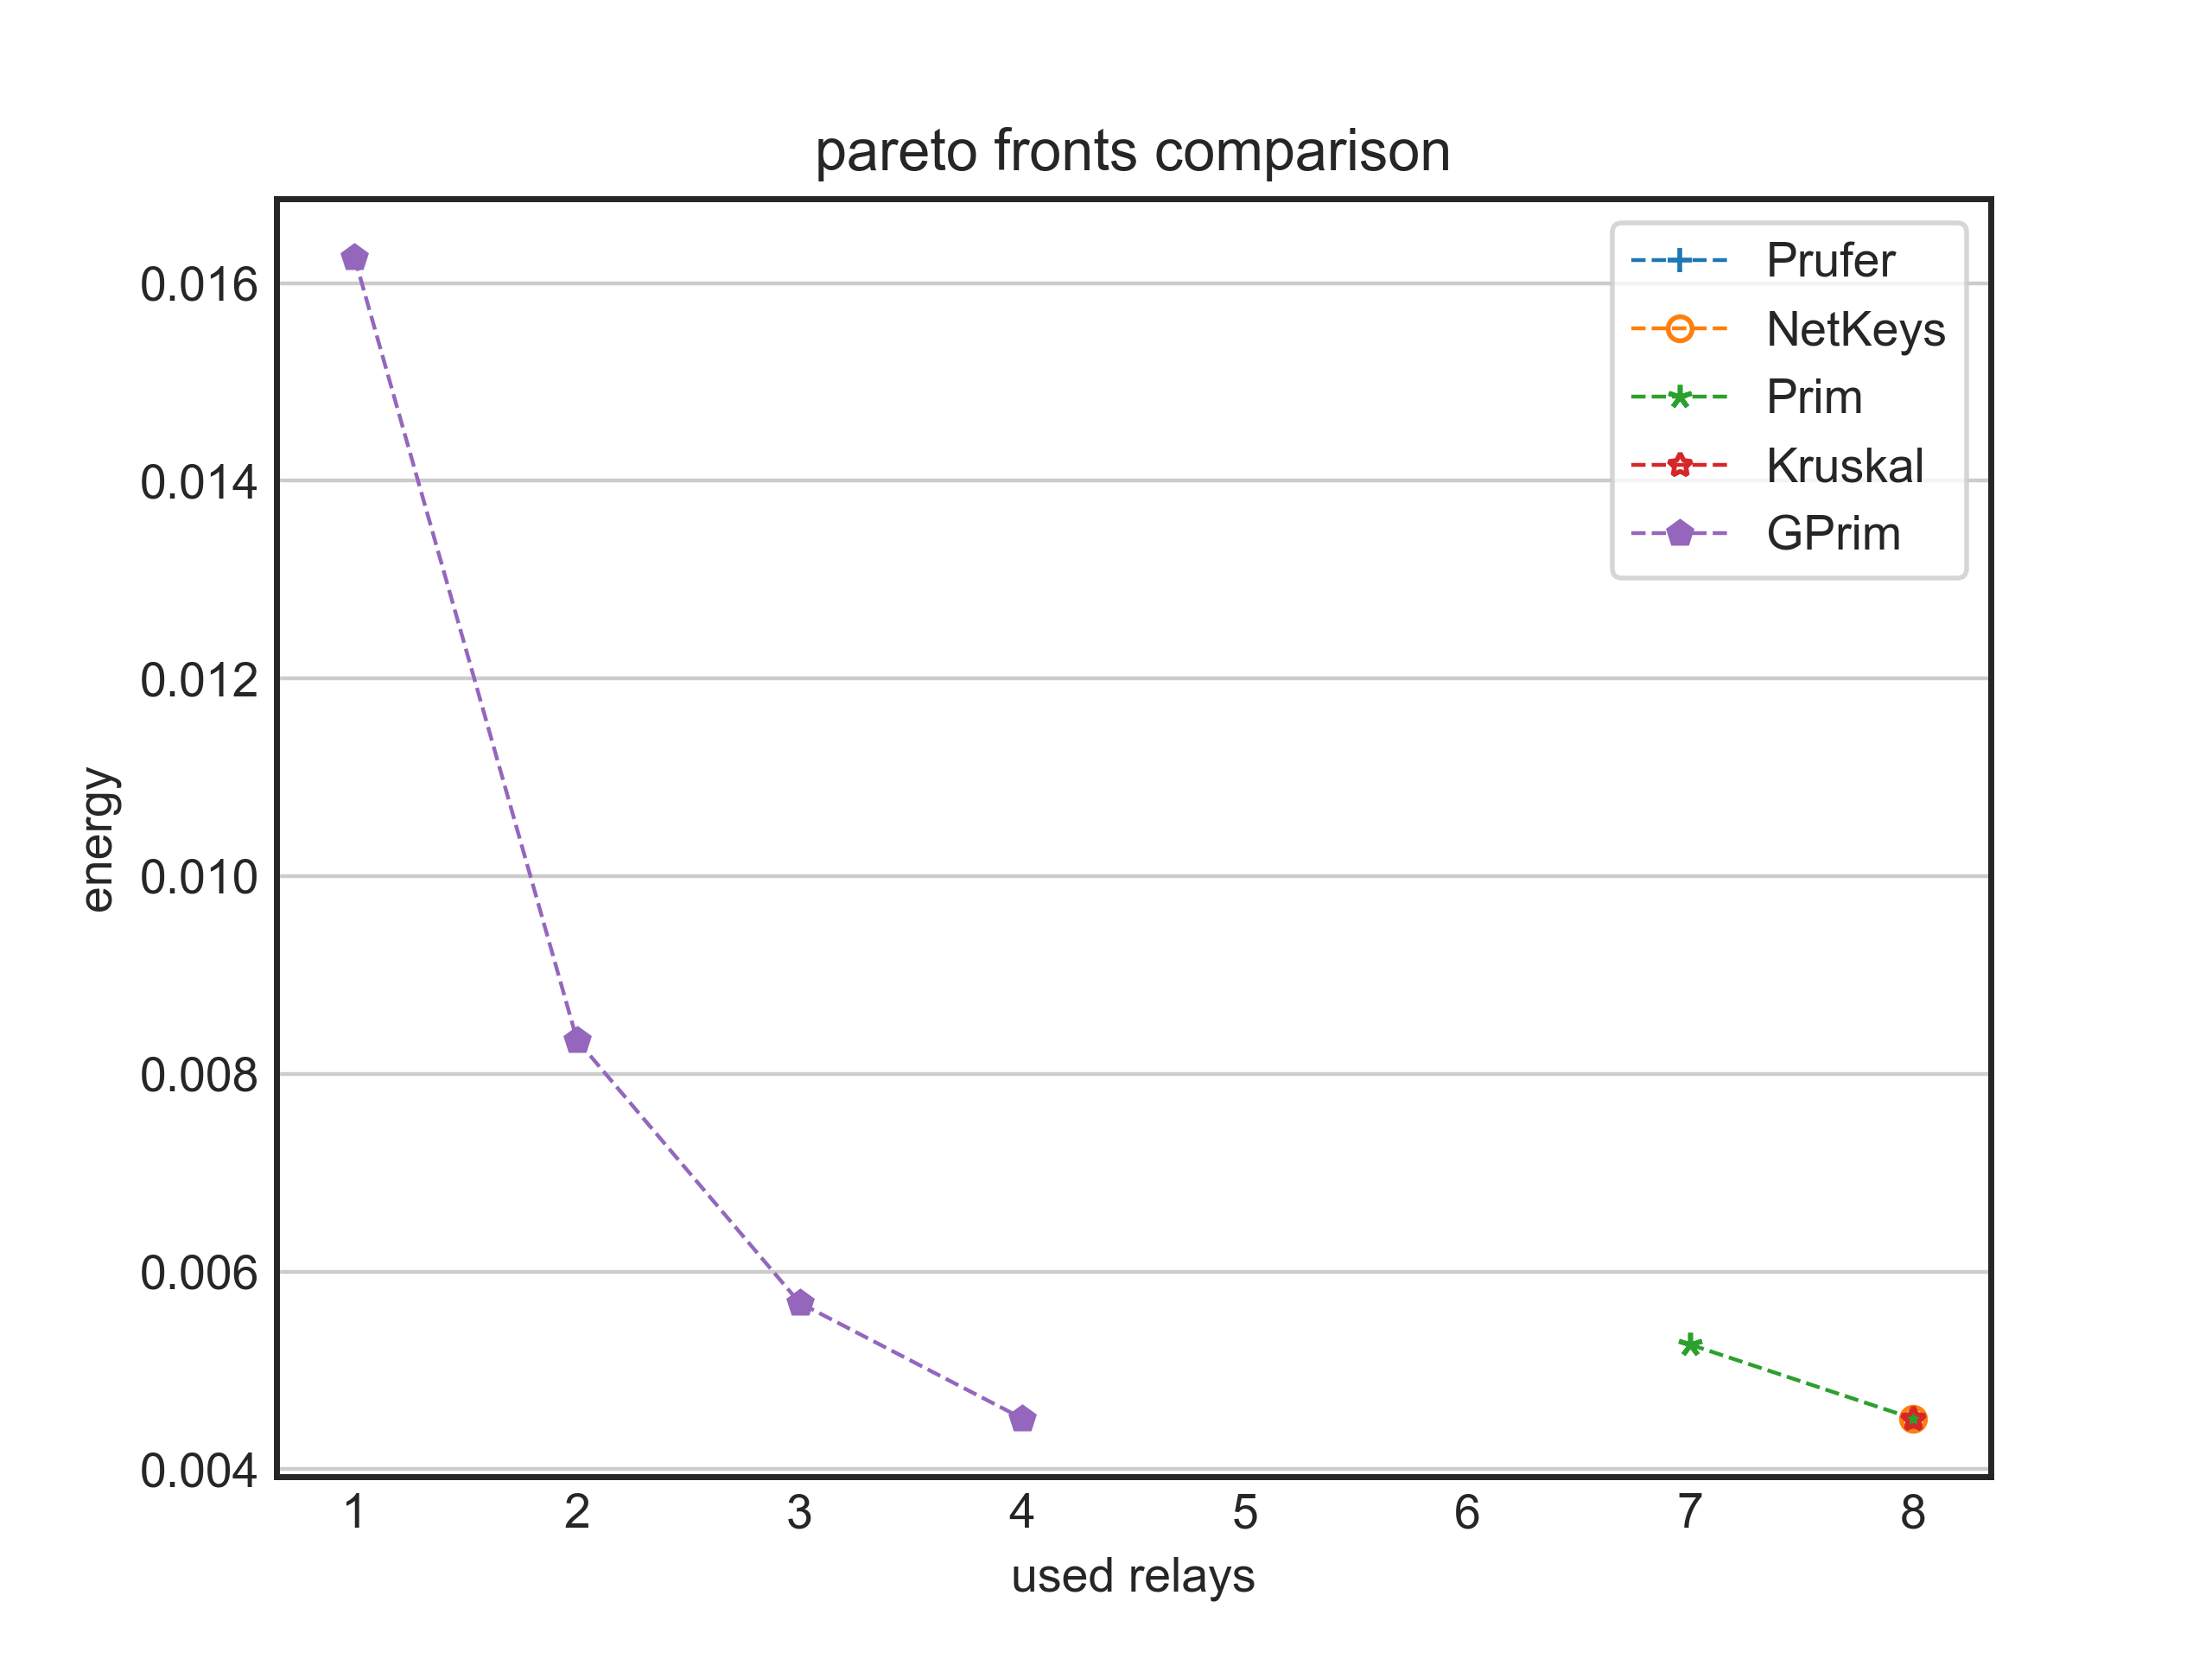 pareto fronts comparison
Prufer
NetKeys
Prim
Kruskal
GPrim
0.016
0.014
0.012
0.010
0.008
0.006
0.004
energy
1 2 3 4 5 6 7 8
used relays